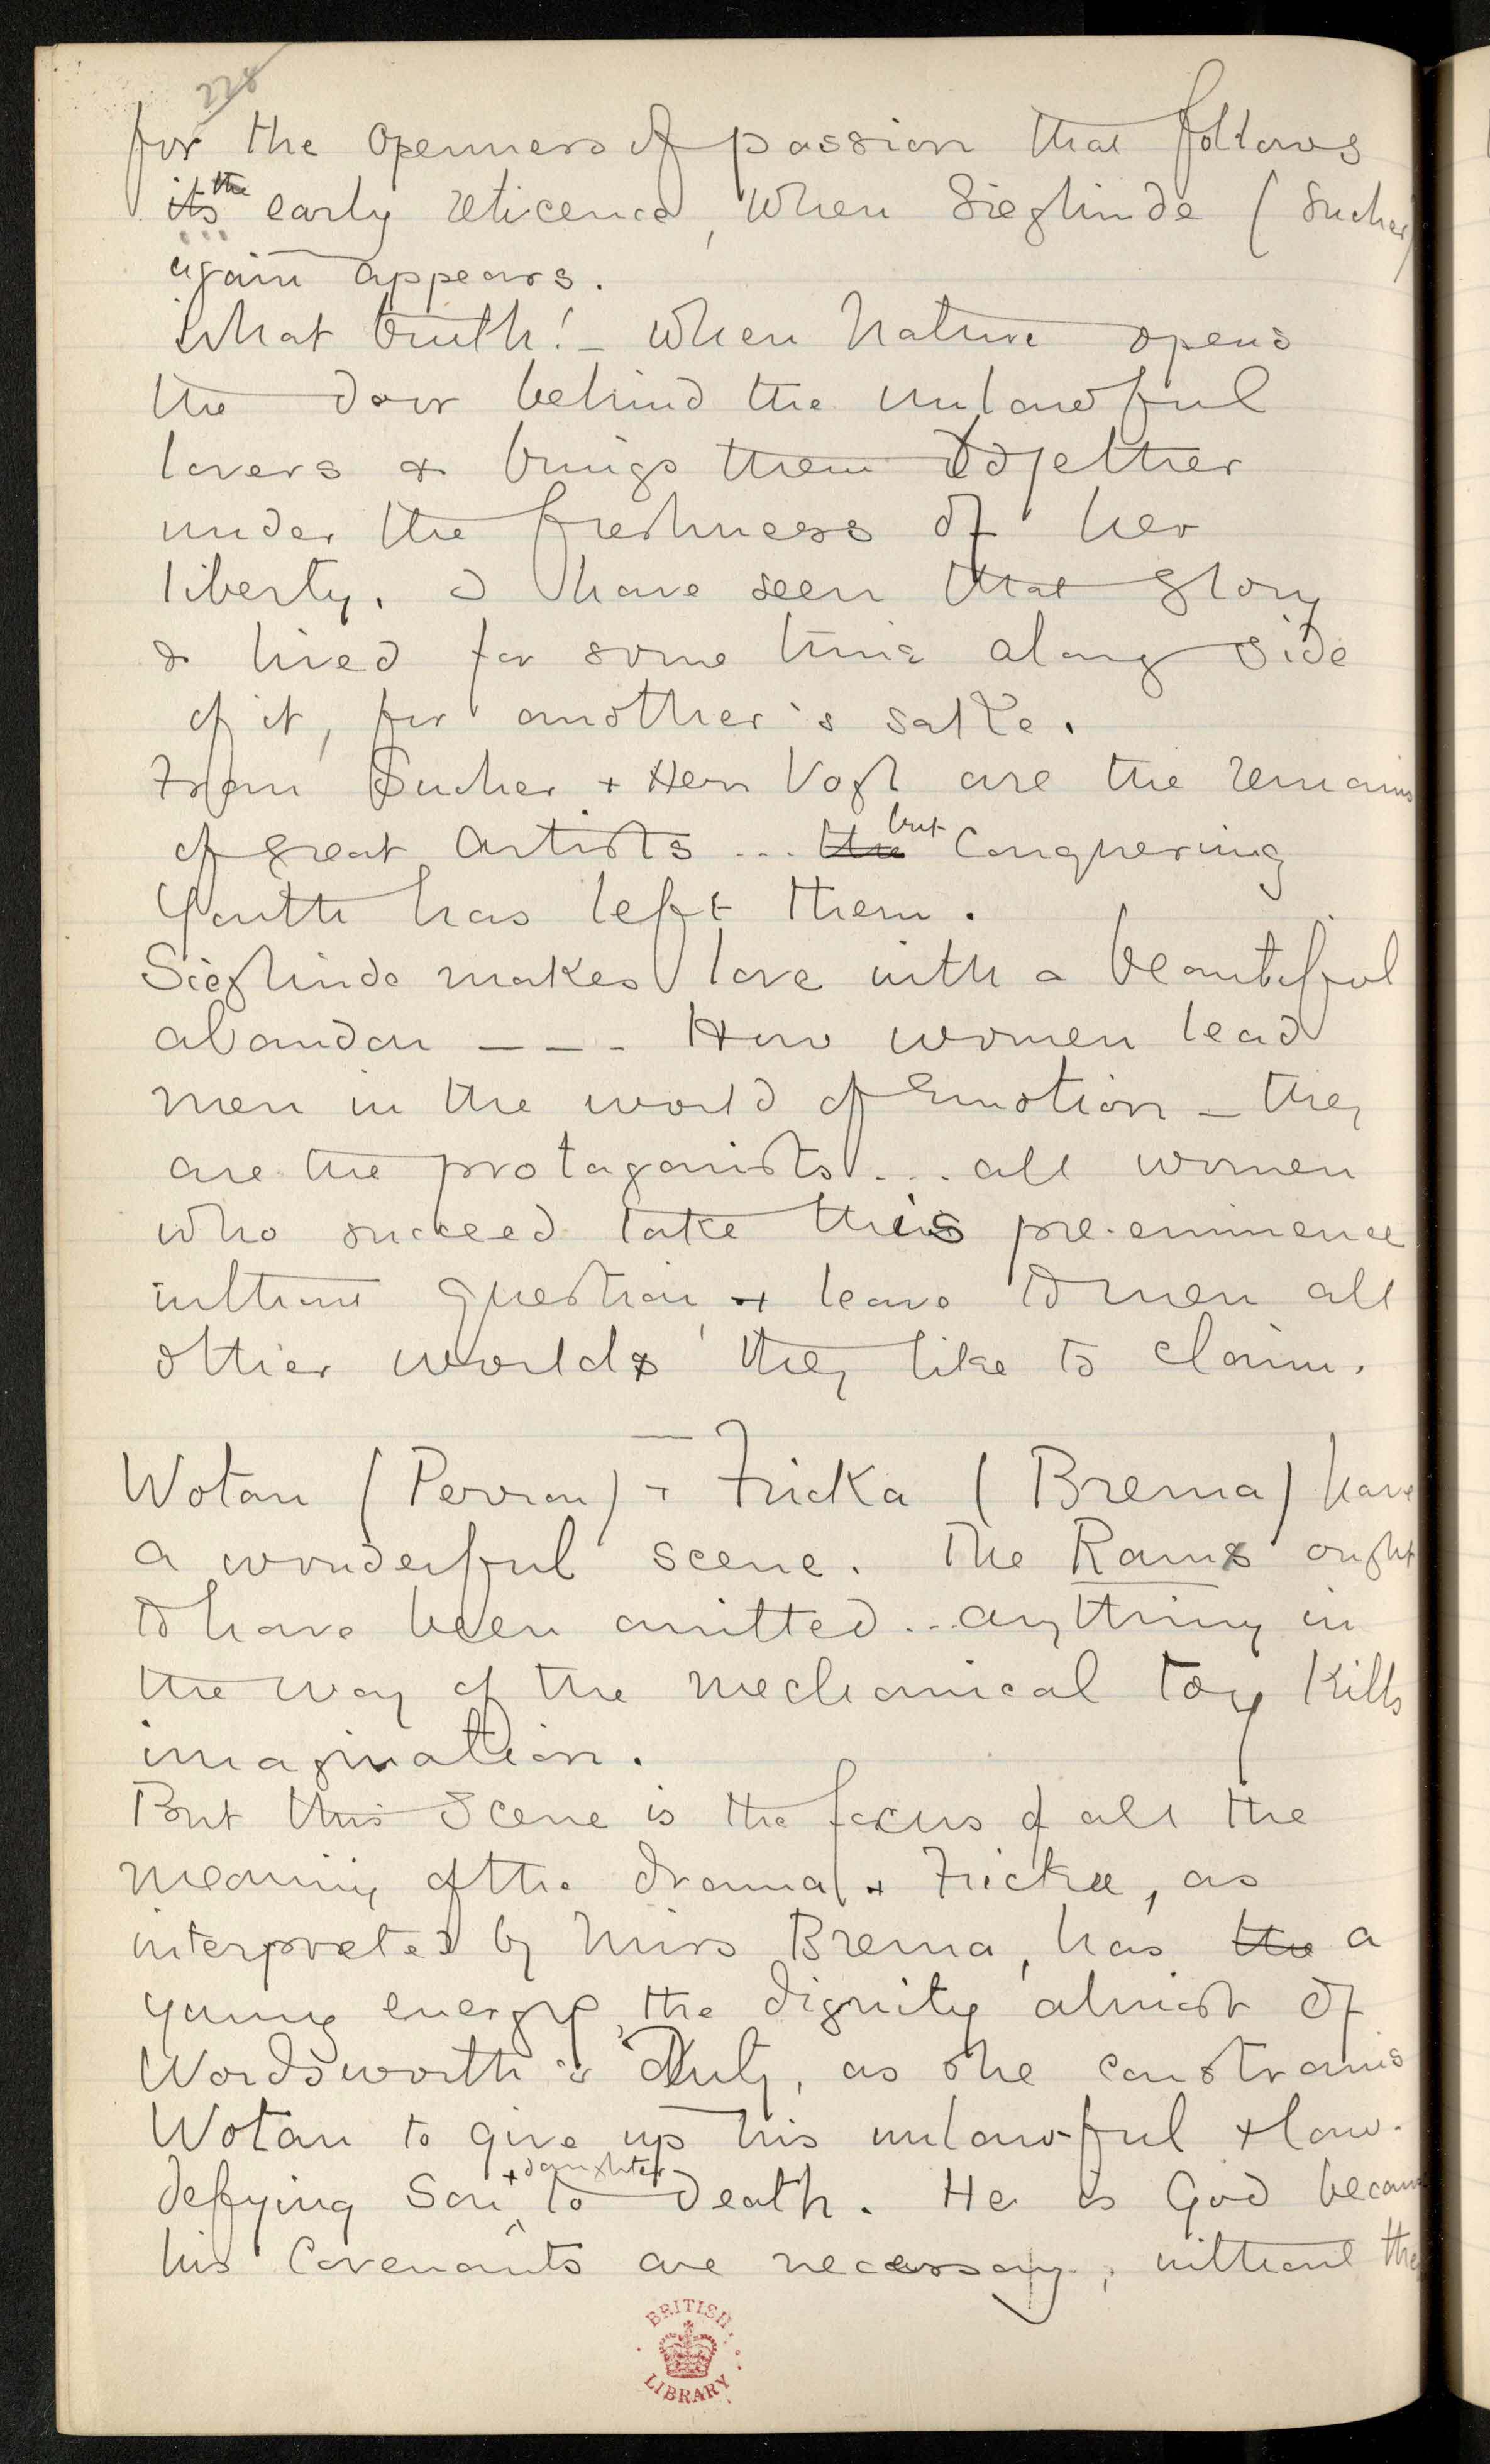 228
for the openness of passion that follows
its the early reticence, when Sieglinde (Sucher)
again appears.
What truth! – when Nature opens
the door behind the unlawful
lovers & brings them together
under the freshness of her
liberty. I have seen that glory
& lived for some time along side
of it, for another's sake.
Frau Sucher + Herr Vogl are the remains
of great artists ... the but Conquering
Youth has left them.
Sieglinde makes love with a beautiful
abandon – – – How women lead
men in the world of Emotion – they
are the protagonists ... all women
who succeed take this pre-eminence
without question, + leave to men all
other worlds they like to claim.
Wotan (Perron) + Fricka (Brema) have
a wonderful scene. The Rams ought
to have been omitted ... anything in
the way of the mechanical toy kills
imagination.
But this Scene is the focus of all the
meaning of the drama + Fricka, as
interpreted by Miss Brema, has the a
young energy, the dignity almost of
Wordsworth's Duty, as she constrains
Wotan to give up his unlawful + law-
defying Son + daughter to death. He is God because
his Covenants are necessary, without
BRITISH
LIBRARY